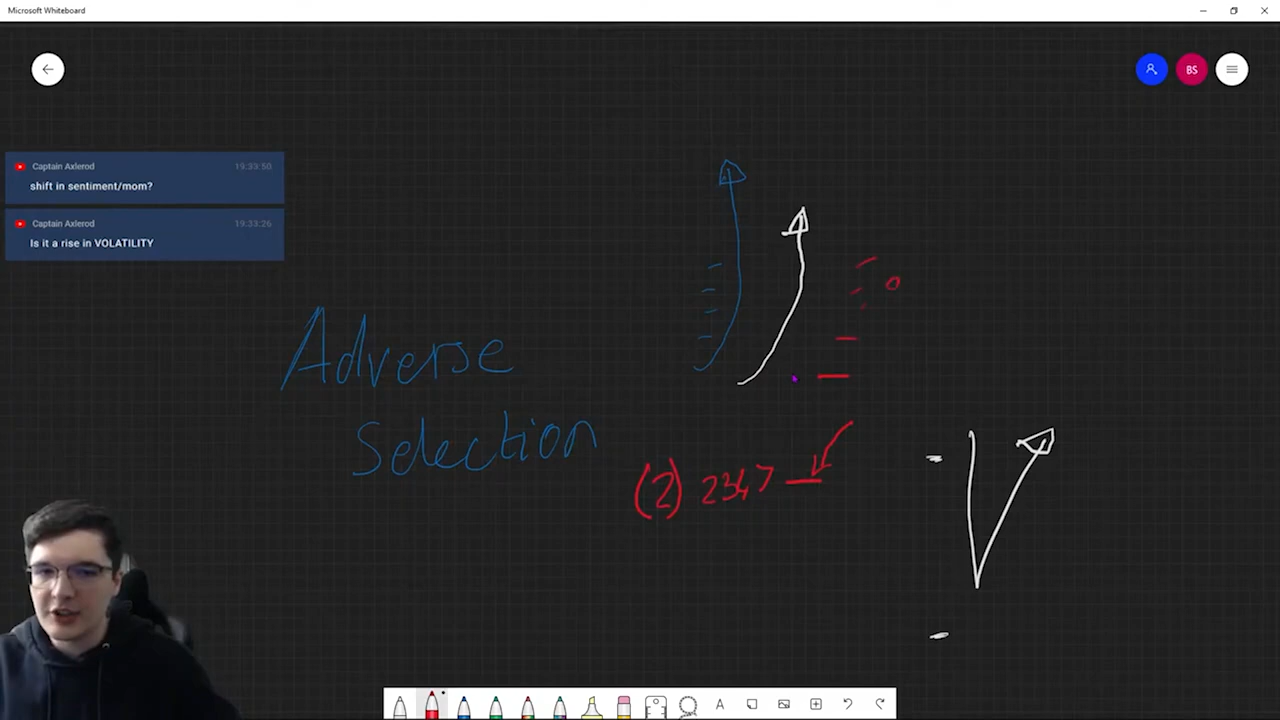 Microsoft Whiteboard
BS
Captain Axlerod 19:33:50
shift in sentiment/mom?
Captain Axlerod 19:33:26
Is it a rise in VOLATILITY
Adverse
Selection
(2) 2347
A